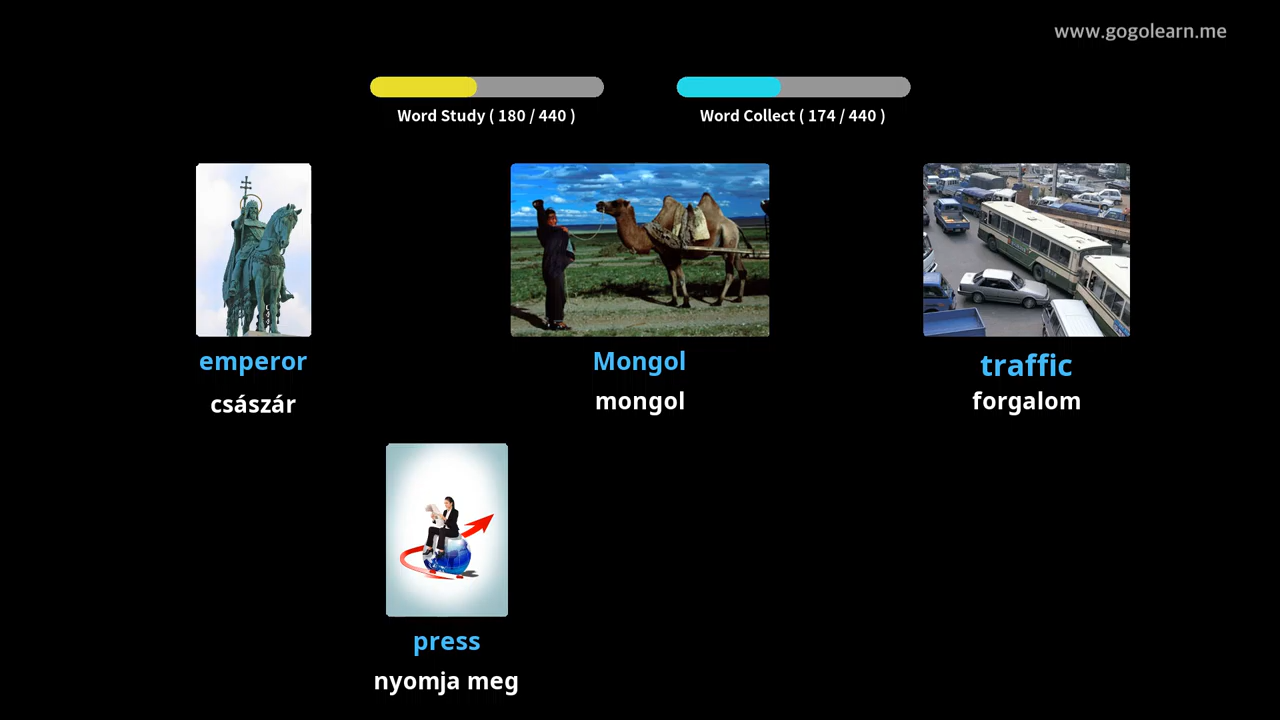 www.gogolearn.me
Word Study ( 180 / 440 )
Word Collect ( 174 / 440 )
emperor
császár
Mongol
mongol
traffic
forgalom
press
nyomja meg